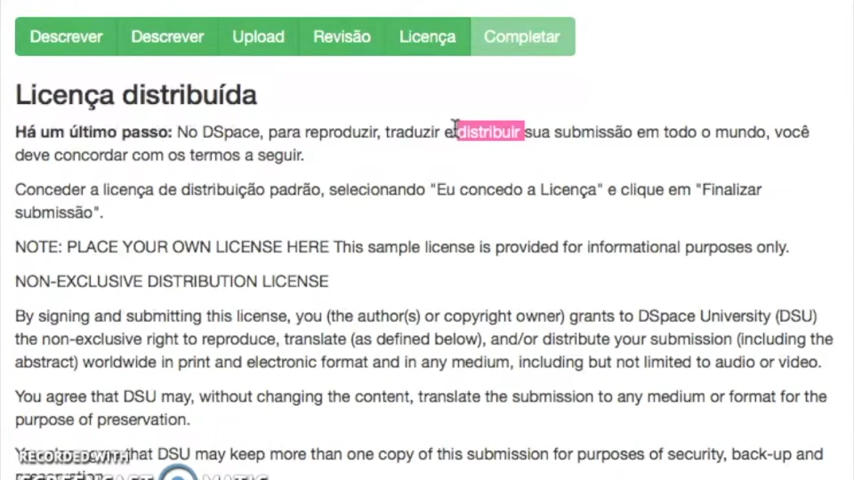 Descrever Descrever Upload Revisão Licença Completar
Licença distribuída
Há um último passo: No DSpace, para reproduzir, traduzir e distribuir sua submissão em todo o mundo, você
deve concordar com os termos a seguir.
Conceder a licença de distribuição padrão, selecionando "Eu concedo a Licença" e clique em "Finalizar
submissão".
NOTE: PLACE YOUR OWN LICENSE HERE This sample license is provided for informational purposes only.
NON-EXCLUSIVE DISTRIBUTION LICENSE
By signing and submitting this license, you (the author(s) or copyright owner) grants to DSpace University (DSU)
the non-exclusive right to reproduce, translate (as defined below), and/or distribute your submission (including the
abstract) worldwide in print and electronic format and in any medium, including but not limited to audio or video.
You agree that DSU may, without changing the content, translate the submission to any medium or format for the
purpose of preservation.
that DSU may keep more than one copy of this submission for purposes of security, back-up and
RECORDED WITH